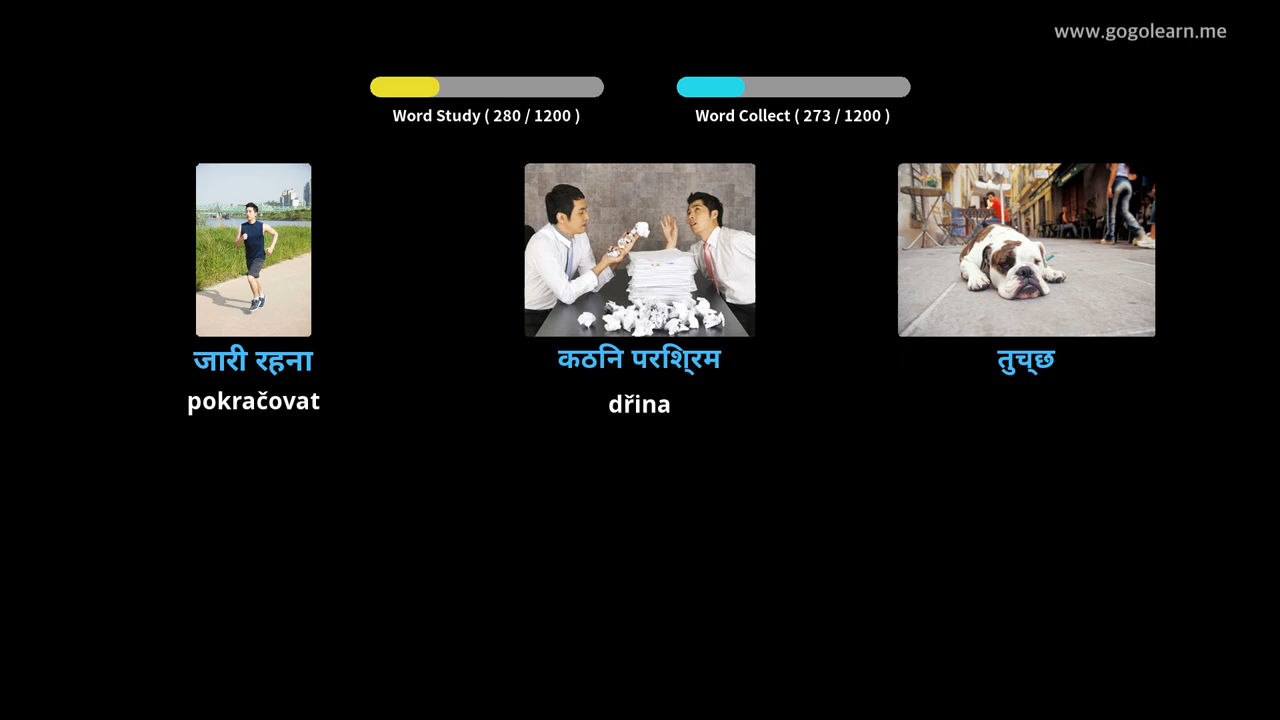 www.gogolearn.me
Word Study ( 280 / 1200 )
Word Collect ( 273 / 1200 )
जारी रहना
कठनि परश्रिम
तुच्छ
pokračovat
dřina